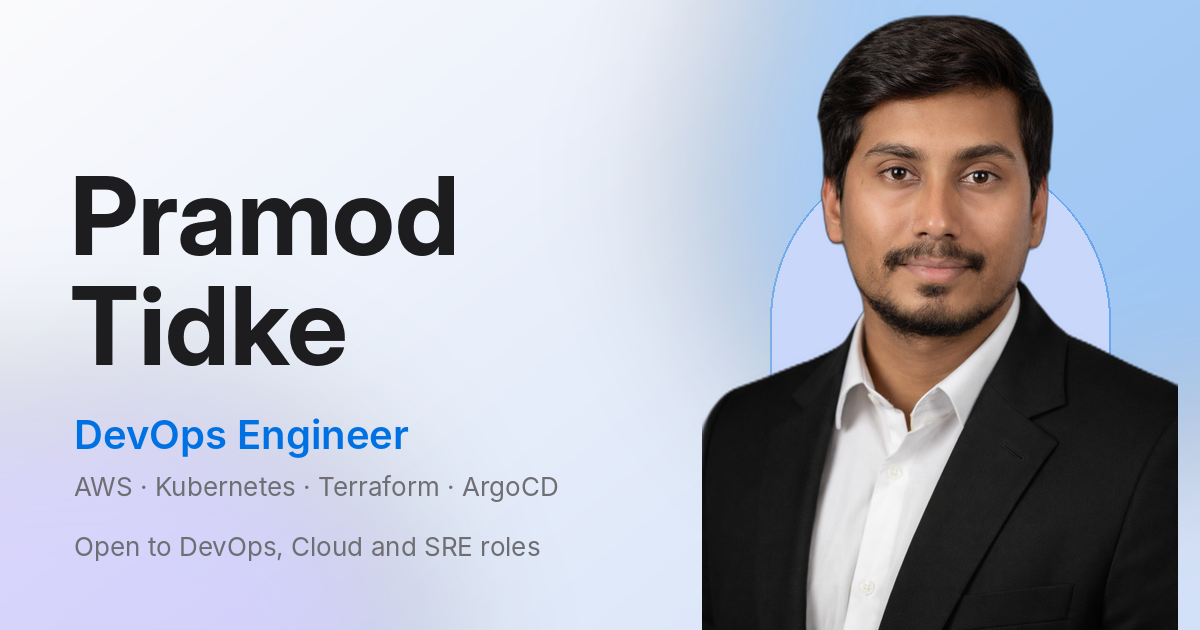 Pramod
Tidke
DevOps Engineer
AWS · Kubernetes · Terraform · ArgoCD
Open to DevOps, Cloud and SRE roles